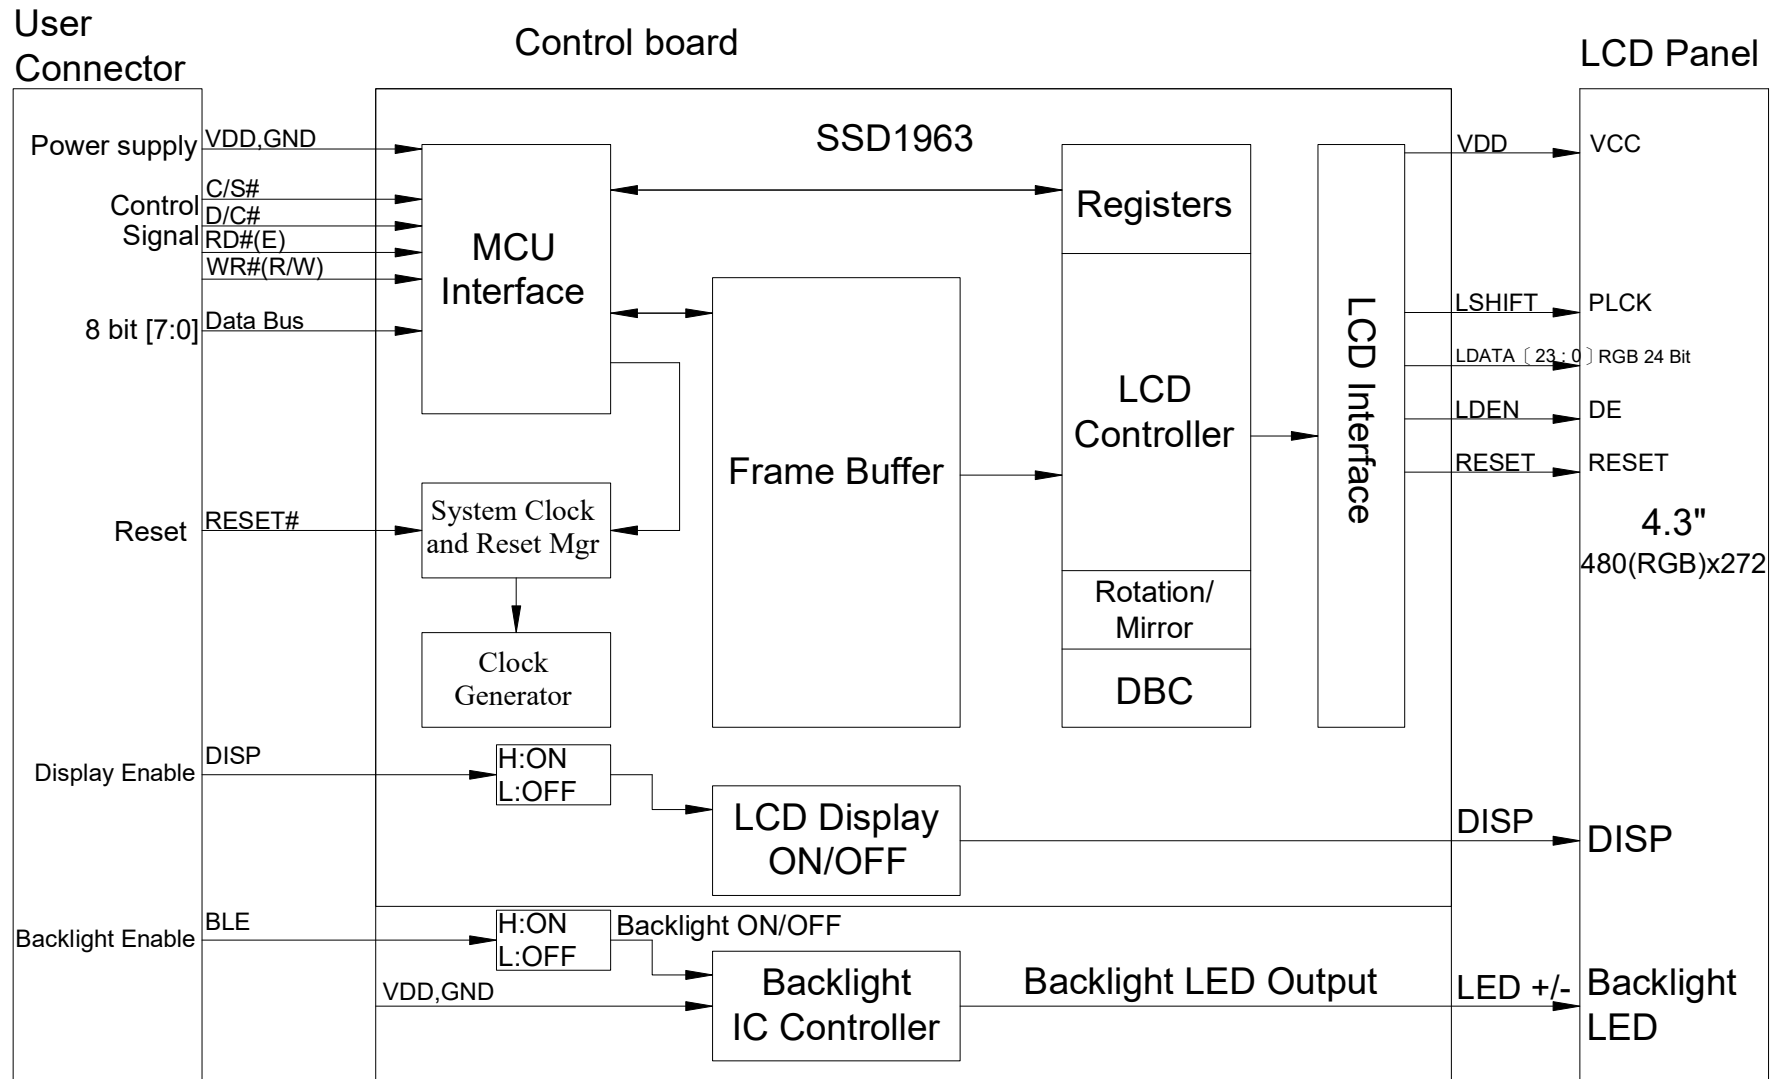 User
Connector
Control board
LCD Panel
Power supply
VDD,GND
SSD1963
VDD
VCC
Control
Signal
C/S#
D/C#
RD#(E)
WR#(R/W)
MCU
Interface
Registers
8 bit [7:0]
Data Bus
Frame Buffer
LCD
Controller
LCD Interface
LSHIFT
PLCK
LDATA〔23:0〕RGB 24 Bit
LDEN
DE
RESET
RESET
4.3"
480(RGB)x272
Reset
RESET#
System Clock
and Reset Mgr
Clock
Generator
Rotation/
Mirror
DBC
Display Enable
DISP
H:ON
L:OFF
LCD Display
ON/OFF
DISP
DISP
Backlight Enable
BLE
H:ON
L:OFF
Backlight ON/OFF
VDD,GND
Backlight
IC Controller
Backlight LED Output
LED +/-
Backlight
LED